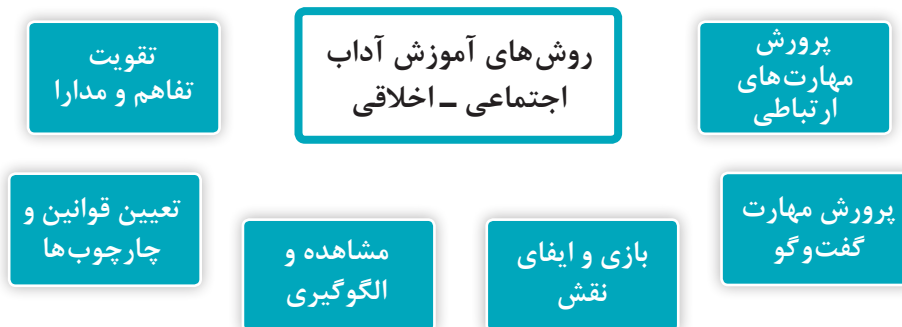 روش‌های آموزش آداب
اجتماعی ـ اخلاقی
پرورش
مهارت‌های
ارتباطی
پرورش مهارت
گفت‌وگو
بازی و ایفای
نقش
مشاهده و
الگوگیری
تعیین قوانین و
چارچوب‌ها
تقویت
تفاهم و مدارا